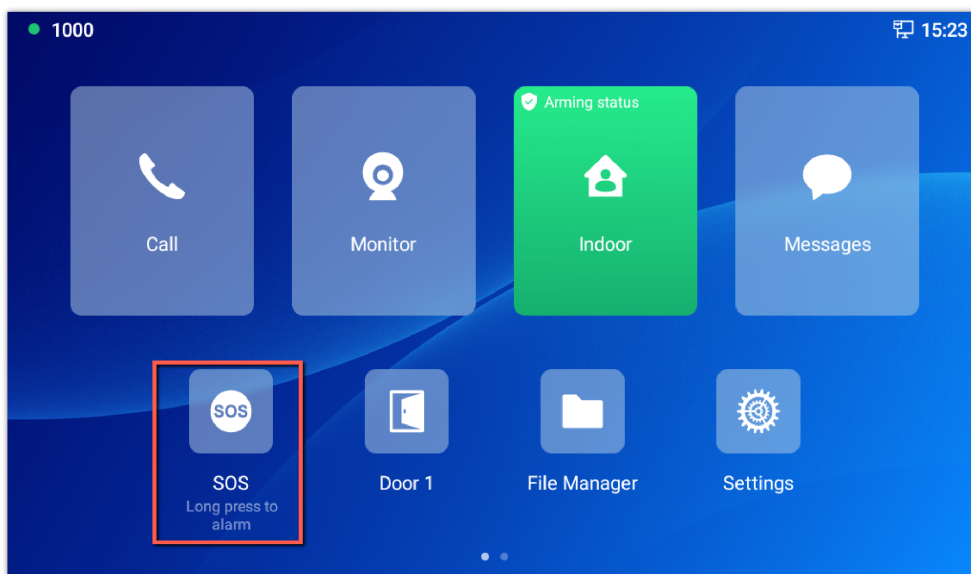 1000
15:23
Arming status
Call
Monitor
Indoor
Messages
SOS
SOS
Door 1
File Manager
Settings
Long press to
alarm